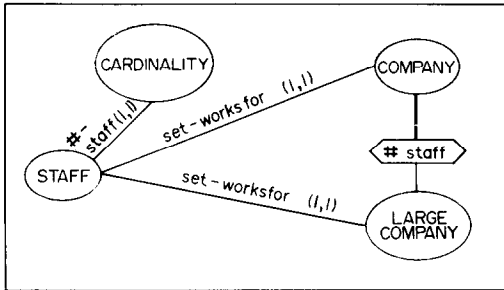 CARDINALITY
COMPANY
#-
staff(1,1)
set-worksfor (1,1)
# staff
STAFF
set-worksfor (1,1)
LARGE
COMPANY